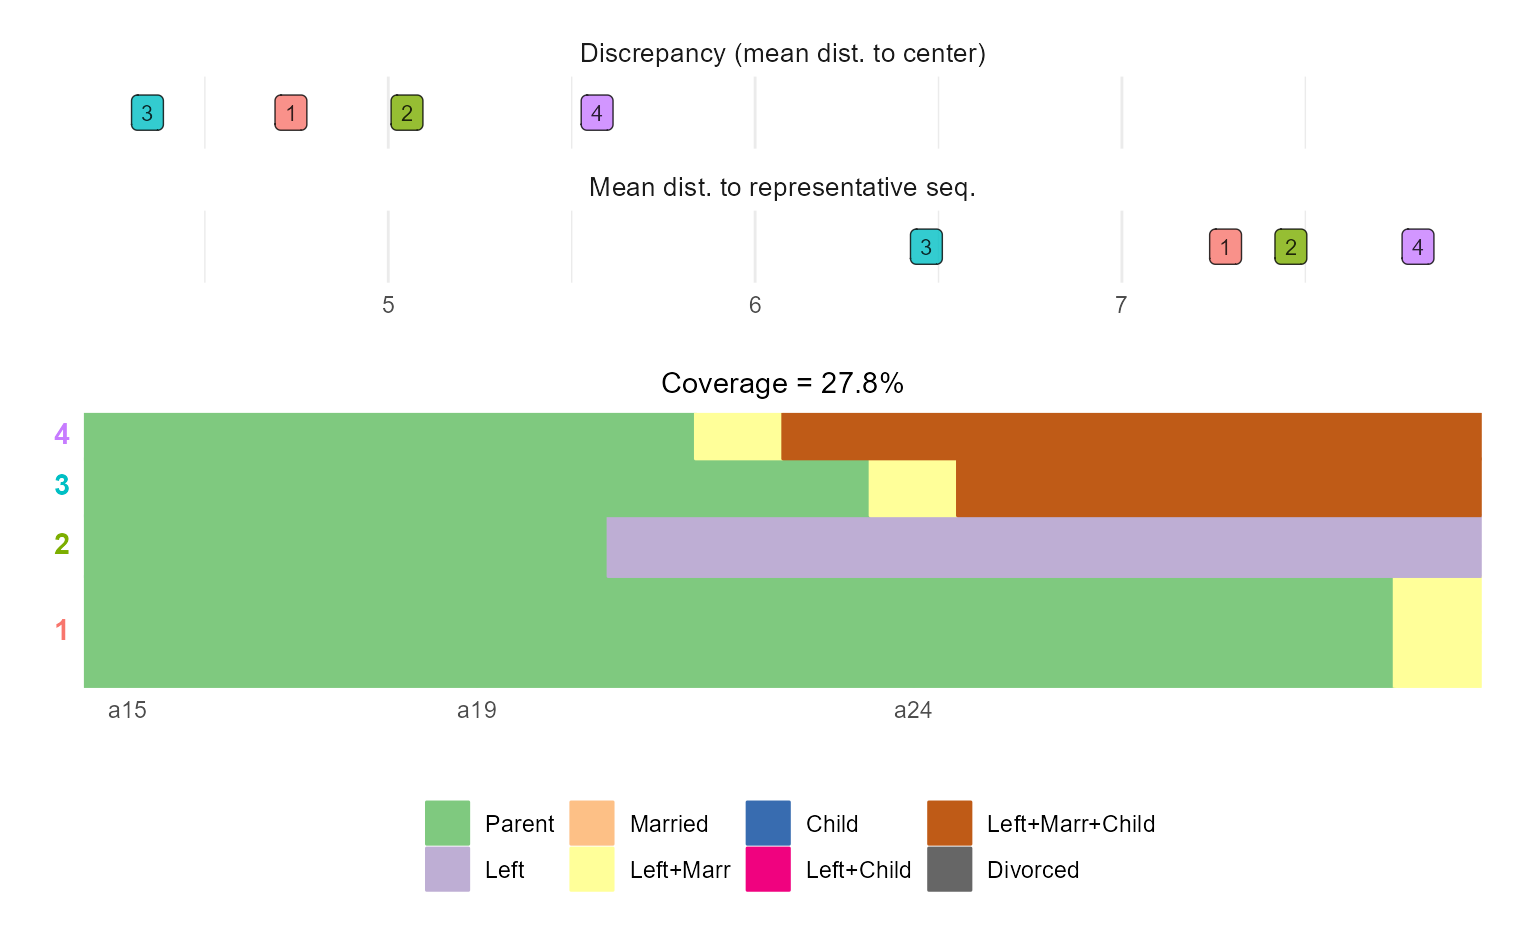 Discrepancy (mean dist. to center)
3 1 2 4
Mean dist. to representative seq.
3 1 2 4
5 6 7
Coverage = 27.8%
4
3
2
1
a15 a19 a24
Parent Married Child Left+Marr+Child
Left Left+Marr Left+Child Divorced